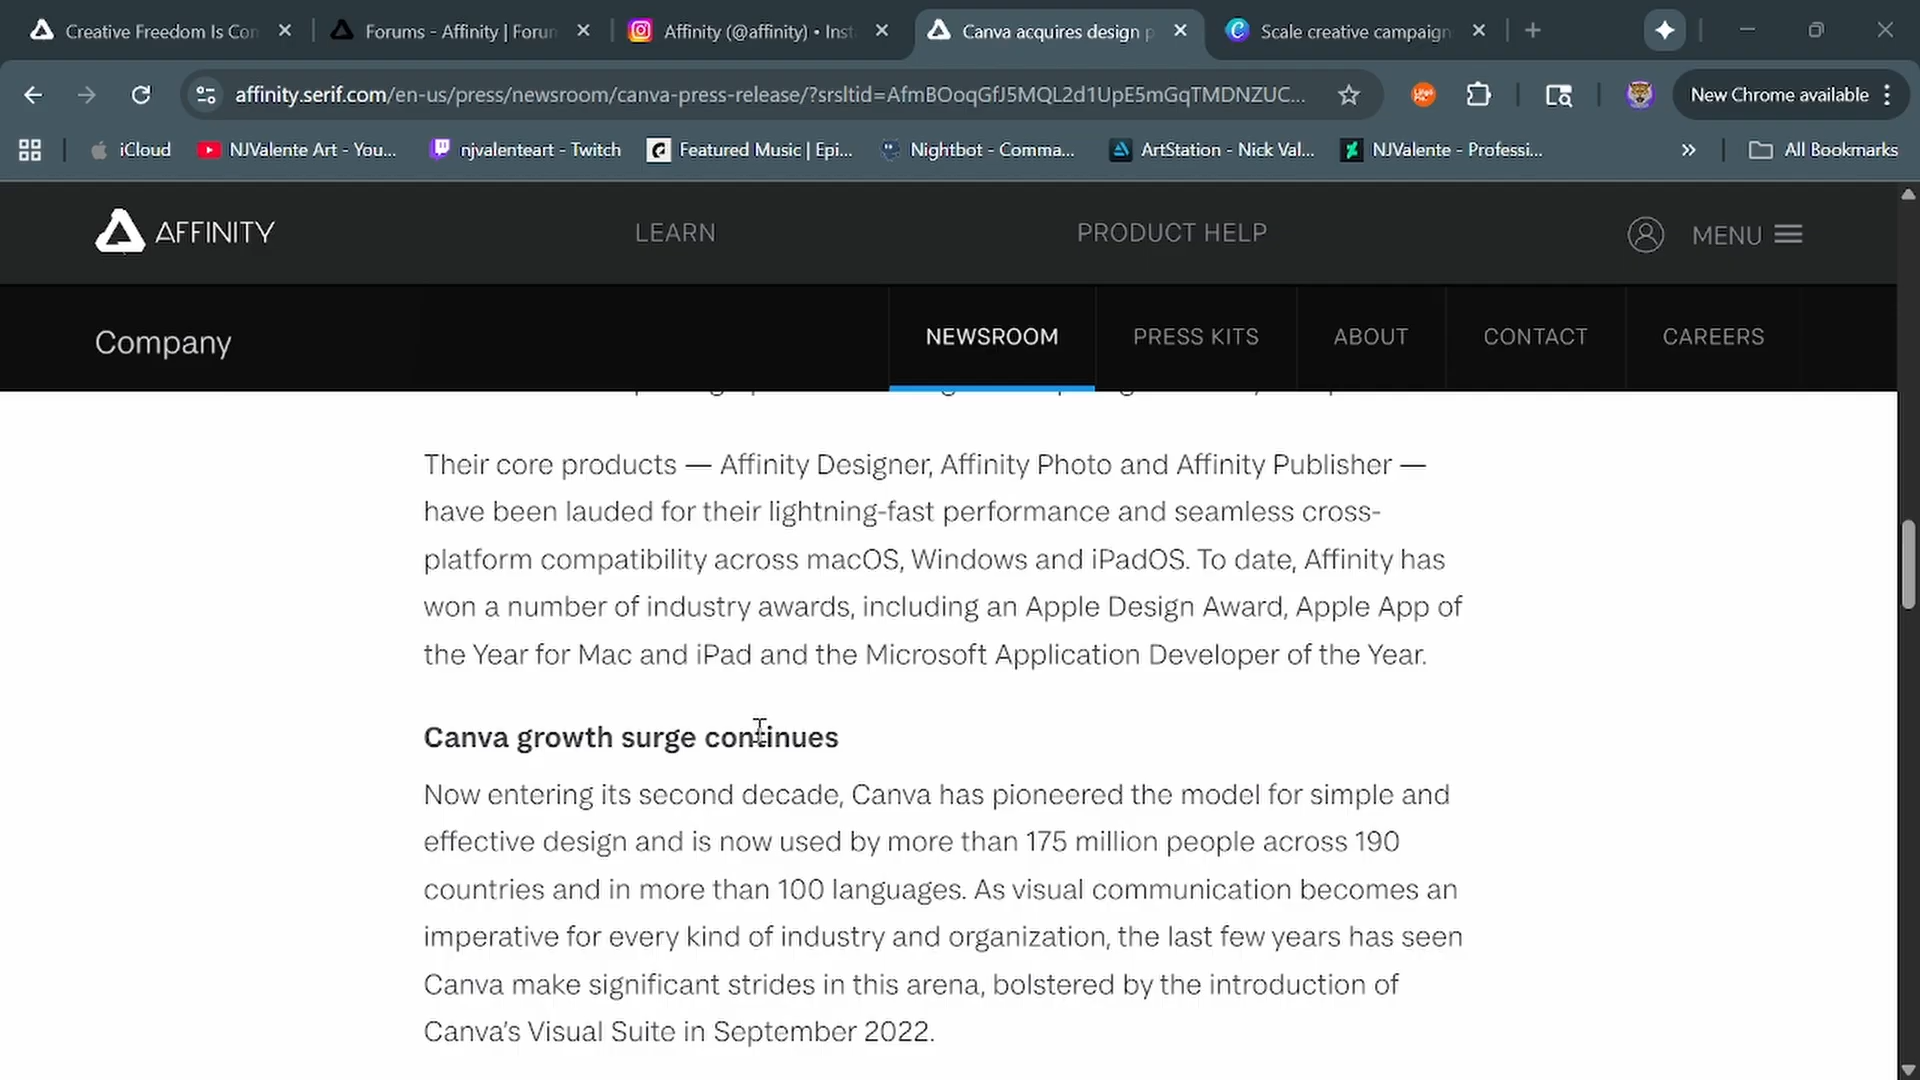 Creative Freedom Is Con
Forums - Affinity | Forun
Affinity (@affinity) • Inst
Canva acquires design p
Scale creative campaign
affinity.serif.com/en-us/press/newsroom/canva-press-release/?srsltid=AfmBOoqGfJ5MQL2d1UpE5mGqTMDNZUC...
New Chrome available
iCloud
NJValente Art - You...
njvalenteart - Twitch
Featured Music | Epi...
Nightbot - Comma...
ArtStation - Nick Val...
NJValente - Professi...
All Bookmarks
AFFINITY
LEARN
PRODUCT HELP
MENU
Company
NEWSROOM
PRESS KITS
ABOUT
CONTACT
CAREERS
Their core products — Affinity Designer, Affinity Photo and Affinity Publisher —
have been lauded for their lightning-fast performance and seamless cross-
platform compatibility across macOS, Windows and iPadOS. To date, Affinity has
won a number of industry awards, including an Apple Design Award, Apple App of
the Year for Mac and iPad and the Microsoft Application Developer of the Year.
Canva growth surge continues
Now entering its second decade, Canva has pioneered the model for simple and
effective design and is now used by more than 175 million people across 190
countries and in more than 100 languages. As visual communication becomes an
imperative for every kind of industry and organization, the last few years has seen
Canva make significant strides in this arena, bolstered by the introduction of
Canva's Visual Suite in September 2022.